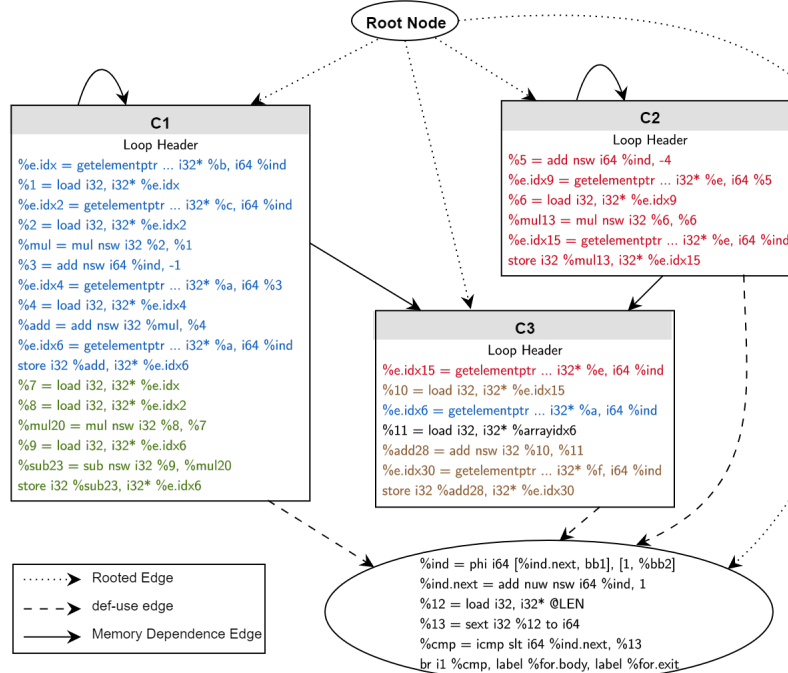 Root Node
C1
Loop Header
%e.idx = getelementptr ... i32* %b, i64 %ind
%1 = load i32, i32* %e.idx
%e.idx2 = getelementptr ... i32* %c, i64 %ind
%2 = load i32, i32* %e.idx2
%mul = mul nsw i32 %2, %1
%3 = add nsw i64 %ind, -1
%e.idx4 = getelementptr ... i32* %a, i64 %3
%4 = load i32, i32* %e.idx4
%add = add nsw i32 %mul, %4
%e.idx6 = getelementptr ... i32* %a, i64 %ind
store i32 %add, i32* %e.idx6
%7 = load i32, i32* %e.idx
%8 = load i32, i32* %e.idx2
%mul20 = mul nsw i32 %8, %7
%9 = load i32, i32* %e.idx6
%sub23 = sub nsw i32 %9, %mul20
store i32 %sub23, i32* %e.idx6
C2
Loop Header
%5 = add nsw i64 %ind, -4
%e.idx9 = getelementptr ... i32* %e, i64 %5
%6 = load i32, i32* %e.idx9
%mul13 = mul nsw i32 %6, %6
%e.idx15 = getelementptr ... i32* %e, i64 %ind
store i32 %mul13, i32* %e.idx15
C3
Loop Header
%e.idx15 = getelementptr ... i32* %e, i64 %ind
%10 = load i32, i32* %e.idx15
%e.idx6 = getelementptr ... i32* %a, i64 %ind
%11 = load i32, i32* %arrayidx6
%add28 = add nsw i32 %10, %11
%e.idx30 = getelementptr ... i32* %f, i64 %ind
store i32 %add28, i32* %e.idx30
%ind = phi i64 [%ind.next, bb1], [1, %bb2]
%ind.next = add nuw nsw i64 %ind, 1
%12 = load i32, i32* @LEN
%13 = sext i32 %12 to i64
%cmp = icmp slt i64 %ind.next, %13
br i1 %cmp, label %for.body, label %for.exit
Rooted Edge
def-use edge
Memory Dependence Edge